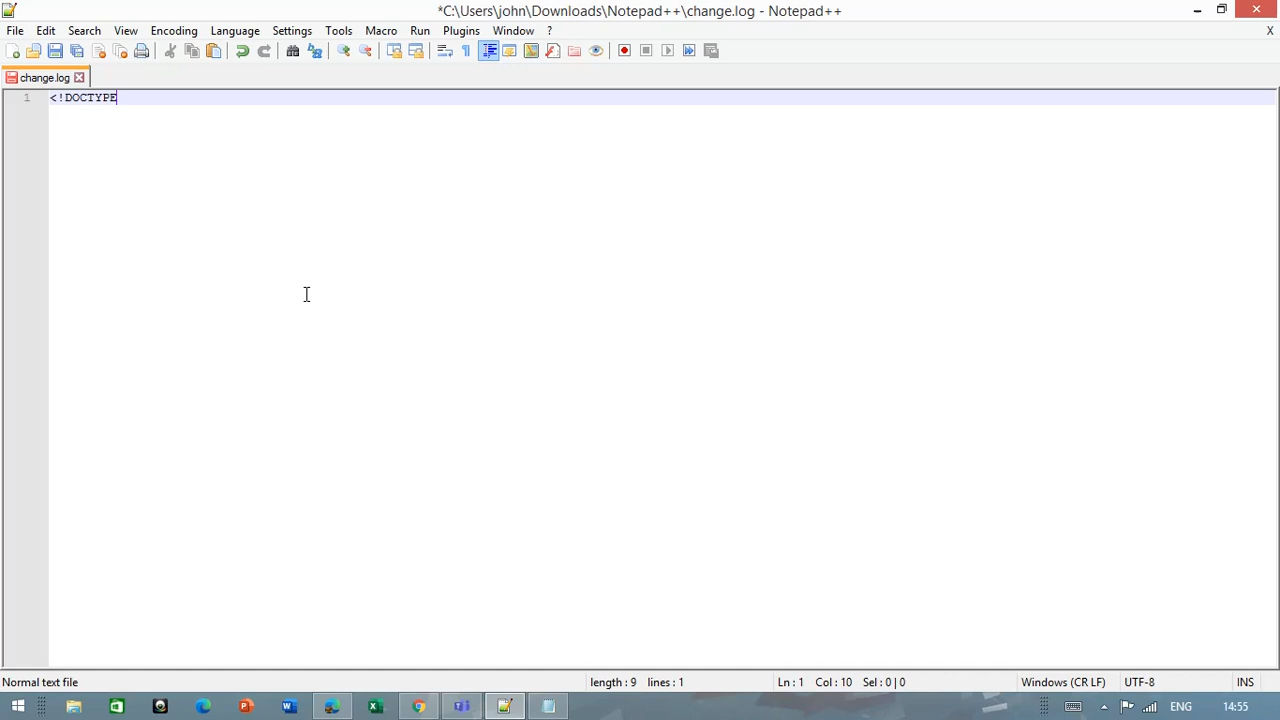 *C:\Users\john\Downloads\Notepad++\change.log - Notepad++
File Edit Search View Encoding Language Settings Tools Macro Run Plugins Window ? X
change.log
1 <!DOCTYPE
Normal text file length : 9 lines : 1 Ln : 1 Col : 10 Sel : 0 | 0 Windows (CR LF) UTF-8 INS
ENG 14:55